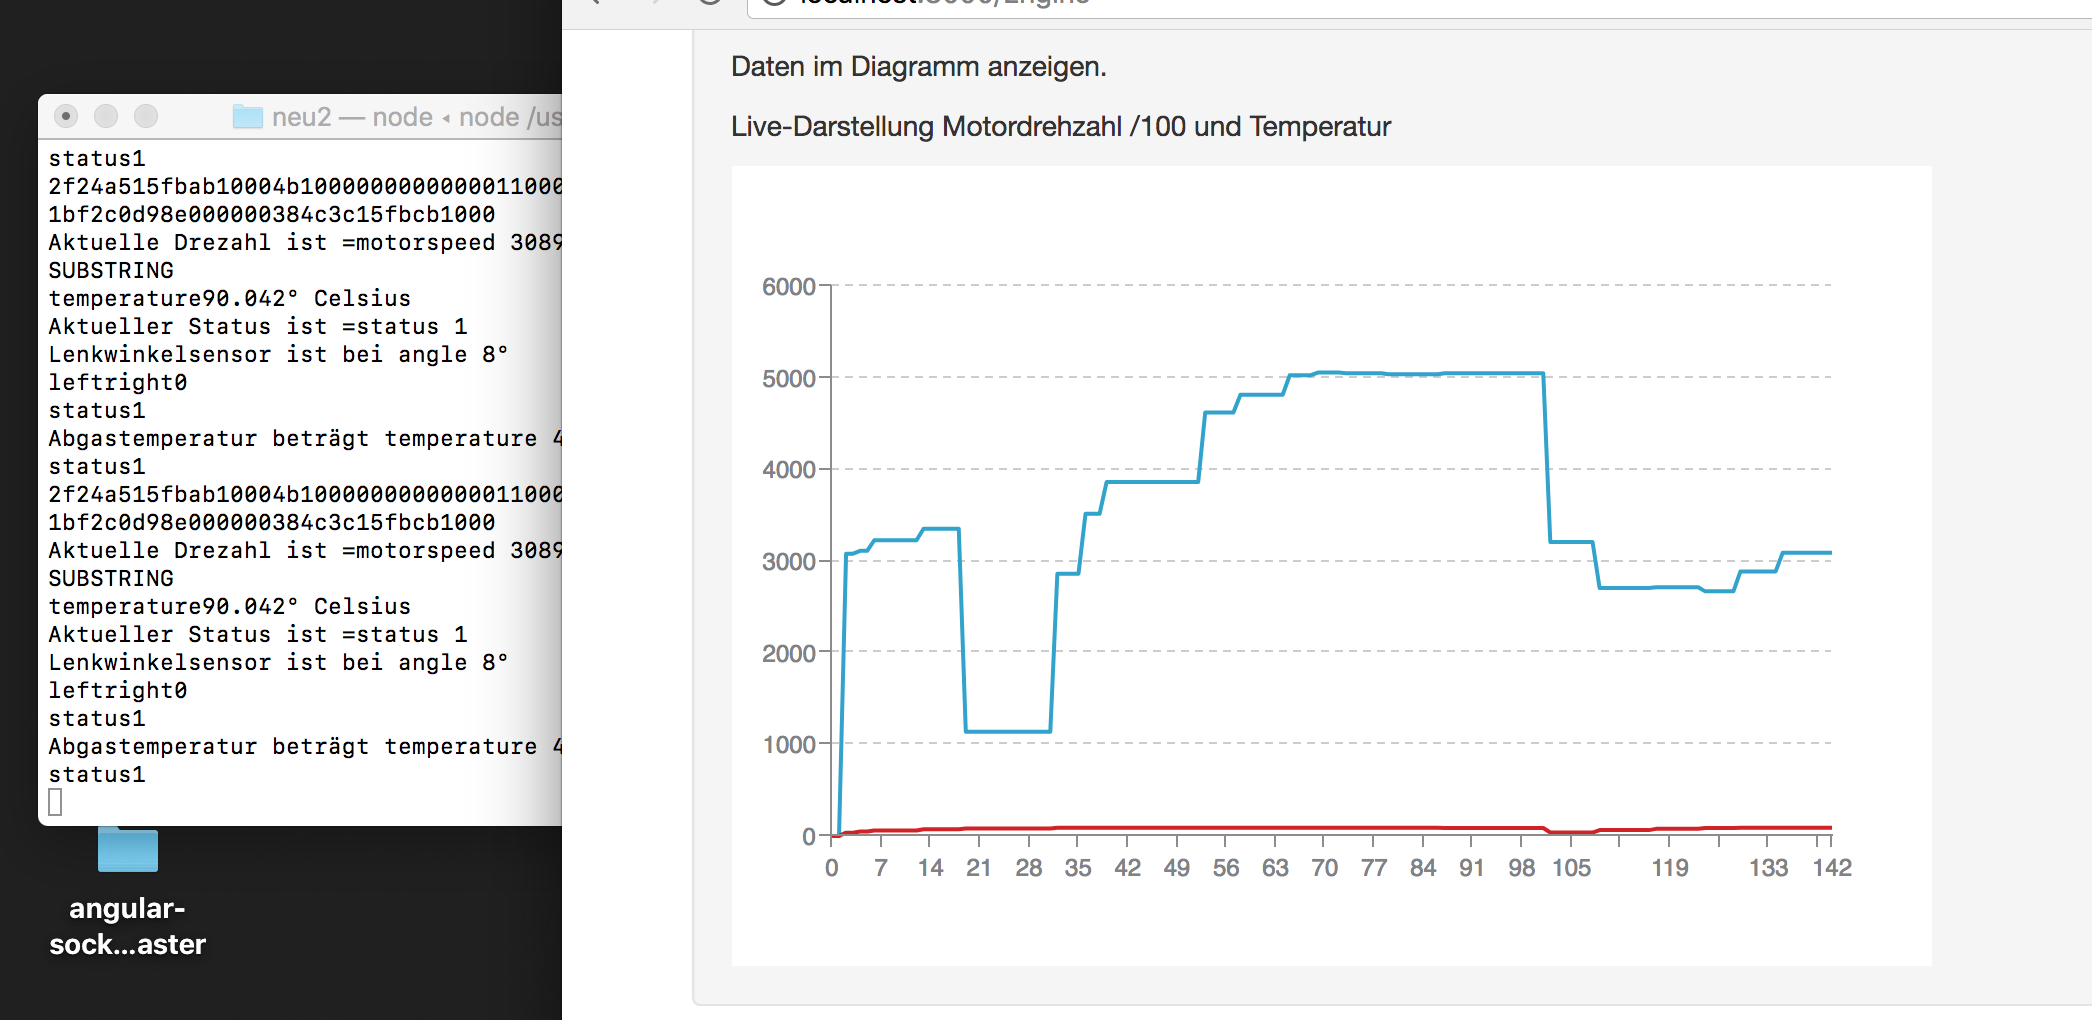 neu2 — node ◂ node /us
status1
2f24a515fbab10004b1000000000000011000
1bf2c0d98e000000384c3c15fbcb1000
Aktuelle Drezahl ist =motorspeed 3089
SUBSTRING
temperature90.042° Celsius
Aktueller Status ist =status 1
Lenkwinkelsensor ist bei angle 8°
leftright0
status1
Abgastemperatur beträgt temperature 4
status1
2f24a515fbab10004b1000000000000011000
1bf2c0d98e000000384c3c15fbcb1000
Aktuelle Drezahl ist =motorspeed 3089
SUBSTRING
temperature90.042° Celsius
Aktueller Status ist =status 1
Lenkwinkelsensor ist bei angle 8°
leftright0
status1
Abgastemperatur beträgt temperature 4
status1
angular-
sock...aster
Daten im Diagramm anzeigen.
Live-Darstellung Motordrehzahl /100 und Temperatur
6000
5000
4000
3000
2000
1000
0
0 7 14 21 28 35 42 49 56 63 70 77 84 91 98 105 119 133 142